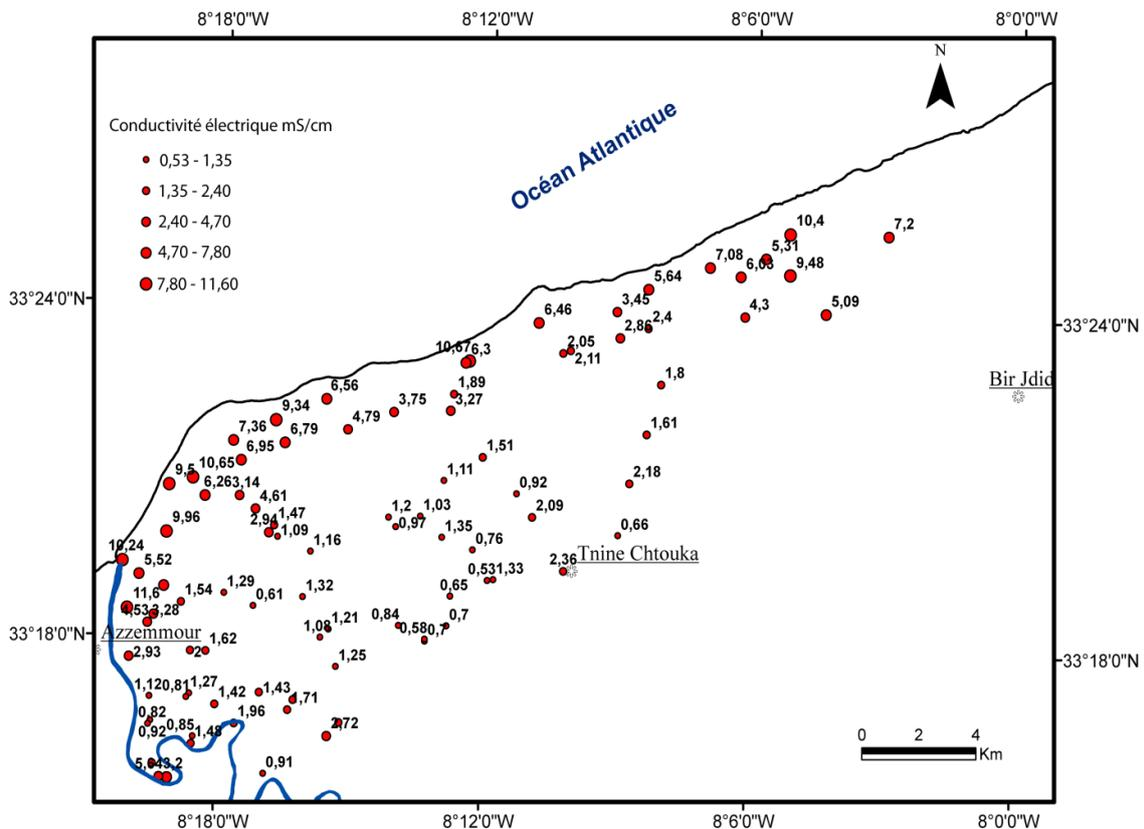 8°18'0"W 8°12'0"W 8°6'0"W 8°0'0"W
N
Océan Atlantique
Conductivité électrique mS/cm
0,53 - 1,35
1,35 - 2,40
2,40 - 4,70
4,70 - 7,80
7,80 - 11,60
10,4 7,2
7,08 5,31
6,03 9,48
5,64
33°24'0"N
3,45 4,3 5,09
6,46 2,4
2,86 33°24'0"N
10,67 6,3 2,05
2,11
1,89 1,8 Bir Jdid
6,56 3,75 3,27
9,34 4,79 1,61
7,36 6,79
6,95 1,51
9,5 10,65 1,11 2,18
6,26 3,14 0,92
4,61 1,2 1,03 2,09
9,96 2,94 1,47 0,97
1,09 1,35 0,66
10,24 1,16 0,76
5,52 0,53 1,33 2,36 Tnine Chtouka
11,6 1,54 1,29 0,61 1,32 0,65
4,53 3,28 1,21 0,84 0,7
33°18'0"N Azzemmour 1,08 0,58 0,7
2,93 2 1,62 1,25 33°18'0"N
1,12 0,81 1,27 1,42 1,43 1,71
0,82 1,96 2,72
0,92 0,85 1,48
0 2 4
Km
5,64 3,2 0,91
8°18'0"W 8°12'0"W 8°6'0"W 8°0'0"W